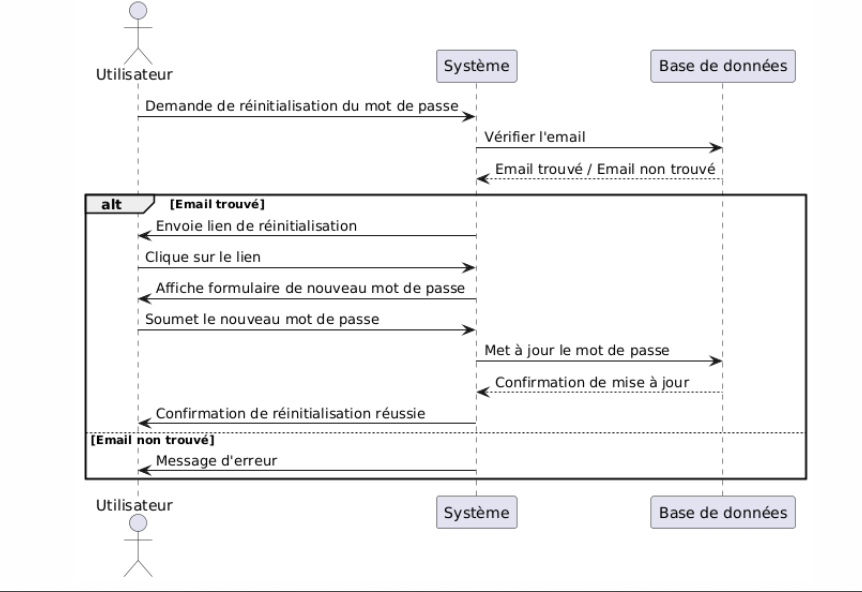 Utilisateur
Système
Base de données
Demande de réinitialisation du mot de passe
Vérifier l'email
Email trouvé / Email non trouvé
alt [Email trouvé]
Envoie lien de réinitialisation
Clique sur le lien
Affiche formulaire de nouveau mot de passe
Soumet le nouveau mot de passe
Met à jour le mot de passe
Confirmation de mise à jour
Confirmation de réinitialisation réussie
[Email non trouvé]
Message d'erreur
Utilisateur
Système
Base de données